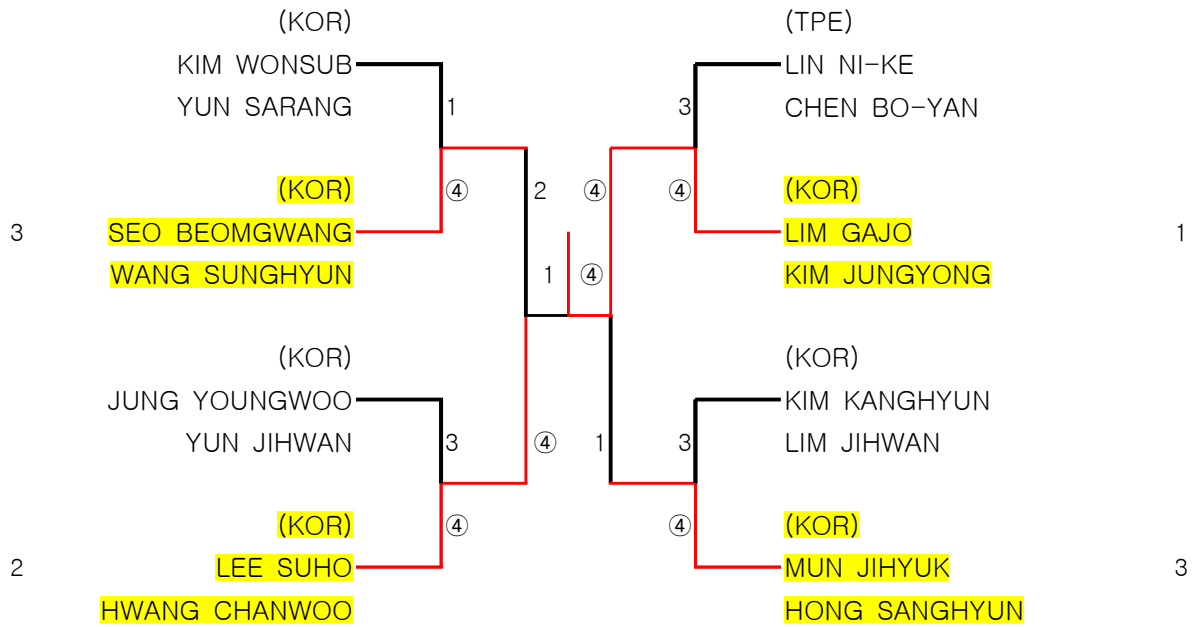 (KOR) (TPE)
KIM WONSUB LIN NI-KE
YUN SARANG 1 3 CHEN BO-YAN
(KOR) ④ 2 ④ ④ (KOR)
3 SEO BEOMGWANG LIM GAJO 1
WANG SUNGHYUN 1 ④ KIM JUNGYONG
(KOR) (KOR)
JUNG YOUNGWOO KIM KANGHYUN
YUN JIHWAN 3 ④ 1 3 LIM JIHWAN
(KOR) ④ ④ (KOR)
2 LEE SUHO MUN JIHYUK 3
HWANG CHANWOO HONG SANGHYUN